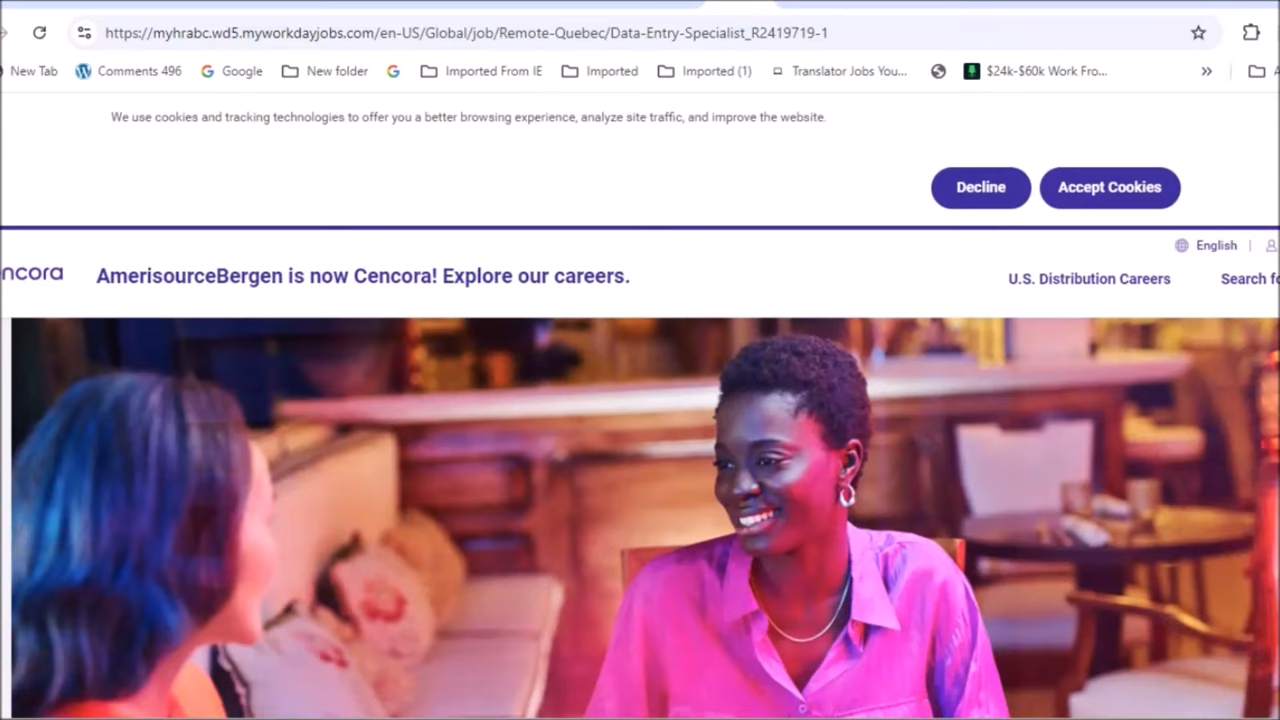 https://myhrabc.wd5.myworkdayjobs.com/en-US/Global/job/Remote-Quebec/Data-Entry-Specialist_R2419719-1
New Tab Comments 496 Google New folder Imported From IE Imported Imported (1) Translator Jobs You... $24k-$60k Work Fro... » A
We use cookies and tracking technologies to offer you a better browsing experience, analyze site traffic, and improve the website.
Decline Accept Cookies
English |
ncora AmerisourceBergen is now Cencora! Explore our careers. U.S. Distribution Careers Search fo